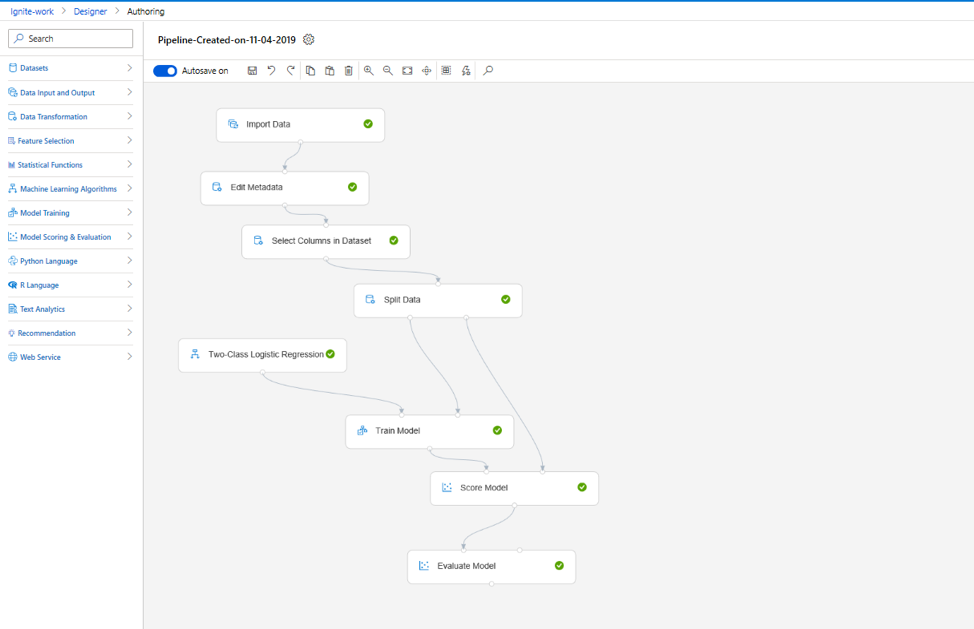 Ignite-work > Designer > Authoring
Search
Pipeline-Created-on-11-04-2019
Autosave on
Datasets
Data Input and Output
Data Transformation
Feature Selection
Statistical Functions
Machine Learning Algorithms
Model Training
Model Scoring & Evaluation
Python Language
R Language
Text Analytics
Recommendation
Web Service
Import Data
Edit Metadata
Select Columns in Dataset
Split Data
Two-Class Logistic Regression
Train Model
Score Model
Evaluate Model